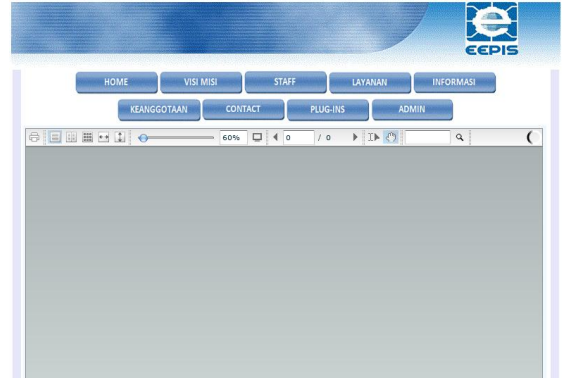 EEPIS
HOME VISI MISI STAFF LAYANAN INFORMASI
KEANGGOTAAN CONTACT PLUG-INS ADMIN
60% 0 / 0